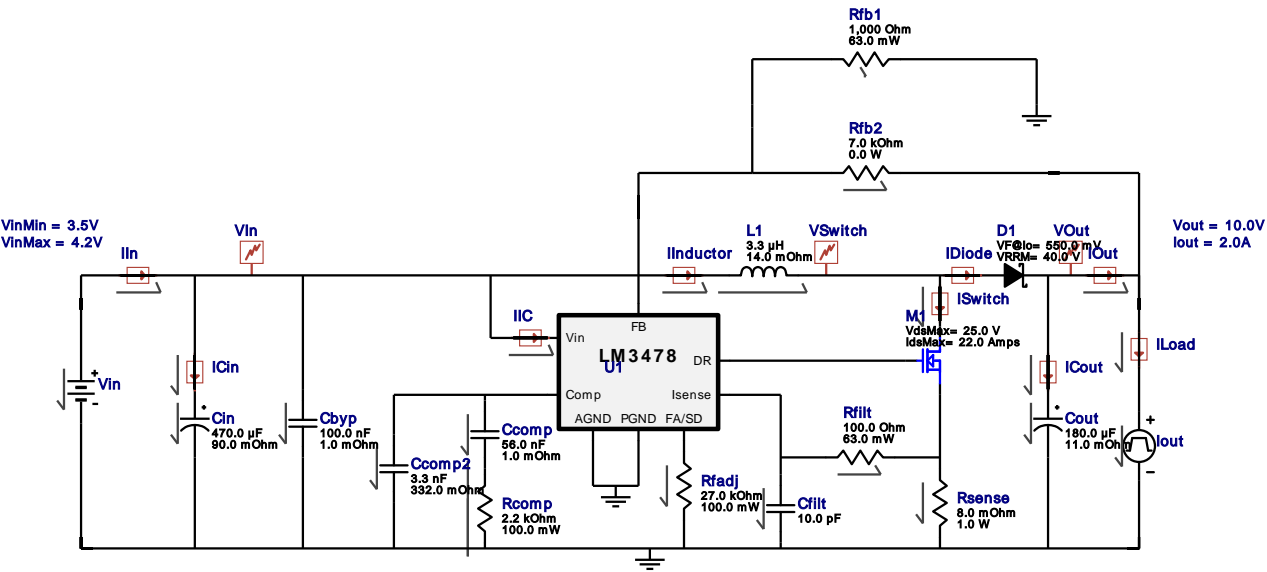 Rfb1
1,000 Ohm
63.0 mW
Rfb2
7.0 kOhm
0.0 W
VinMin = 3.5V
VinMax = 4.2V
IIn
VIn
IInductor
L1
3.3 µH
14.0 mOhm
VSwitch
IDiode
D1
VF@Io= 550.0 mV
VRRM= 40.0 V
VOut
IOut
Vout = 10.0V
Iout = 2.0A
ISwitch
M1
VdsMax= 25.0 V
IdsMax= 22.0 Amps
IIC
Vin
FB
LM3478
U1
DR
Comp
Isense
AGND
PGND
FA/SD
ILoad
ICin
ICout
Vin
+
-
Cin
470.0 µF
90.0 mOhm
Cbyp
100.0 nF
1.0 mOhm
Ccomp
56.0 nF
1.0 mOhm
Ccomp2
3.3 nF
332.0 mOhm
Rcomp
2.2 kOhm
100.0 mW
Rfadj
27.0 kOhm
100.0 mW
Rfilt
100.0 Ohm
63.0 mW
Cfilt
10.0 pF
Rsense
8.0 mOhm
1.0 W
Cout
180.0 µF
11.0 mOhm
+
Iout
−